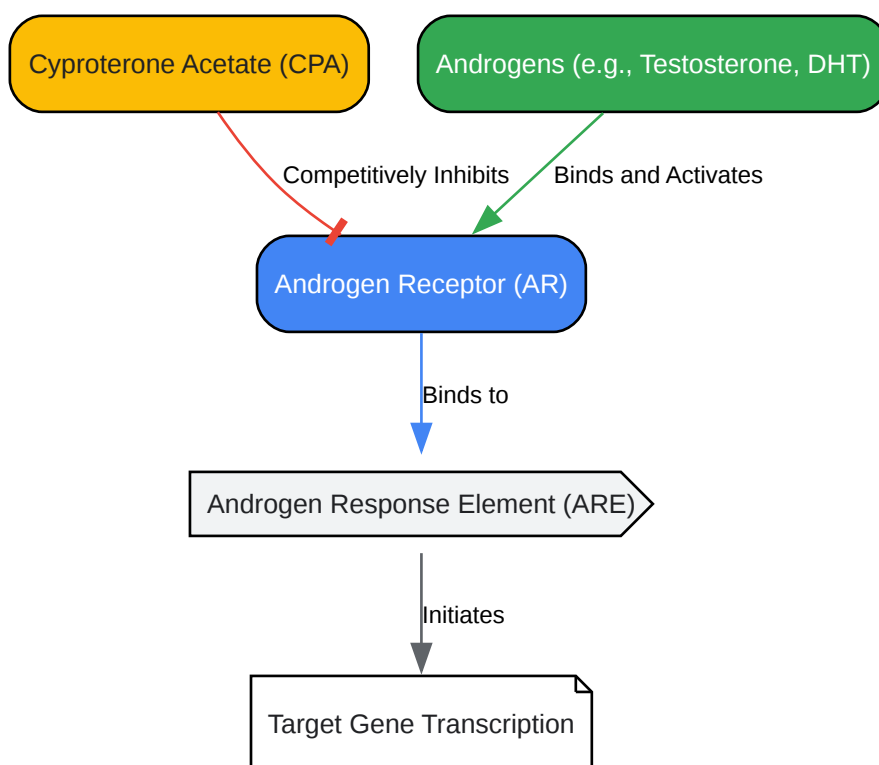 Cyproterone Acetate (CPA)
Androgens (e.g., Testosterone, DHT)
Competitively Inhibits
Binds and Activates
Androgen Receptor (AR)
Binds to
Androgen Response Element (ARE)
Initiates
Target Gene Transcription